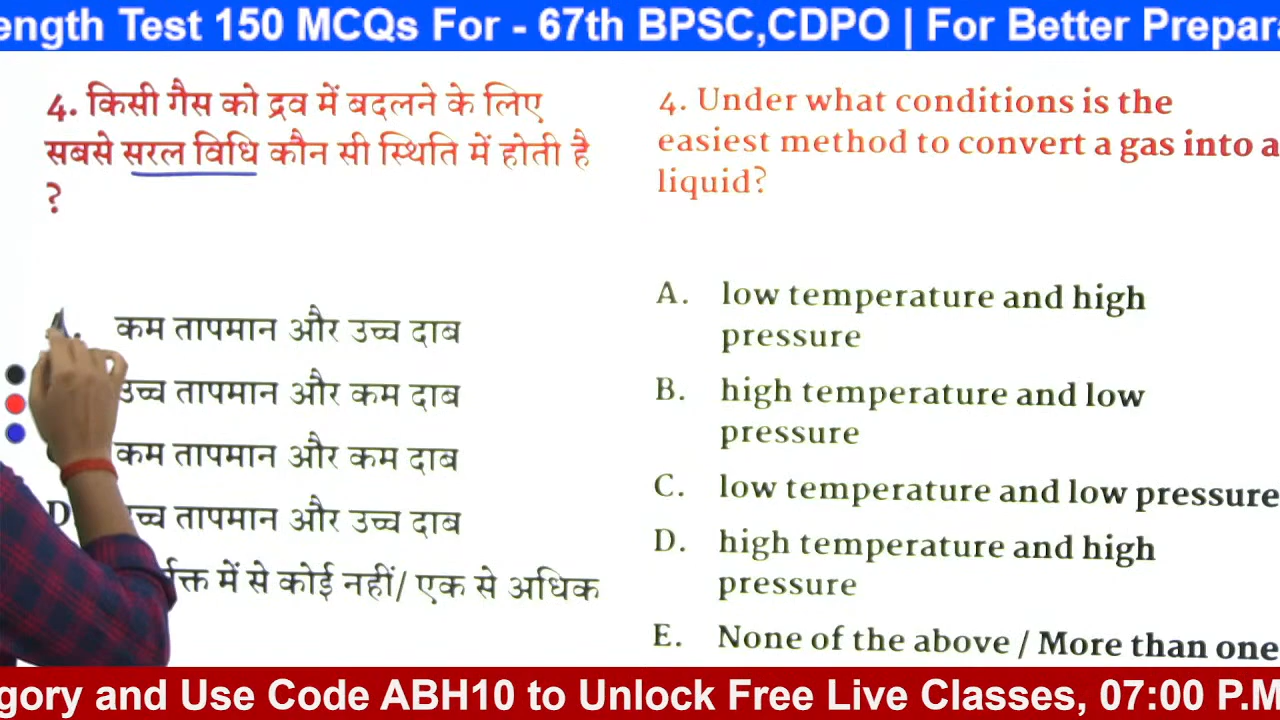 ength Test 150 MCQs For - 67th BPSC,CDPO | For Better Prepara
4. किसी गैस को द्रव में बदलने के लिए
सबसे सरल विधि कौन सी स्थिति में होती है
?
कम तापमान और उच्च दाब
उच्च तापमान और कम दाब
कम तापमान और कम दाब
D
च्च तापमान और उच्च दाब
में से कोई नहीं/ एक से अधिक
4. Under what conditions is the
easiest method to convert a gas into a
liquid?
A. low temperature and high
pressure
B. high temperature and low
pressure
C. low temperature and low pressure
D. high temperature and high
pressure
E. None of the above / More than one
gory and Use Code ABH10 to Unlock Free Live Classes, 07:00 P.M